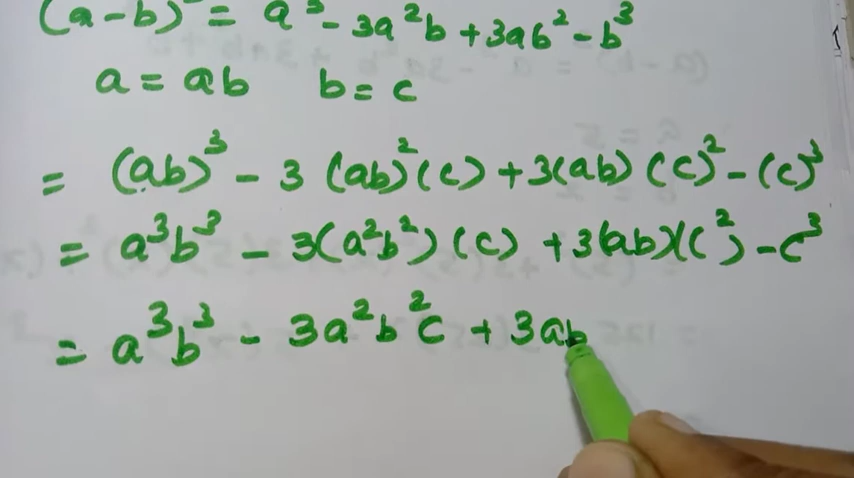 (a-b)³ = a³ - 3a²b + 3ab² - b³
a = ab b = c
= (ab)³ - 3 (ab)² (c) + 3(ab) (c)² - (c)³
= a³b³ - 3(a²b²) (c) + 3(ab)(c²) - c³
= a³b³ - 3a²b²c + 3ab